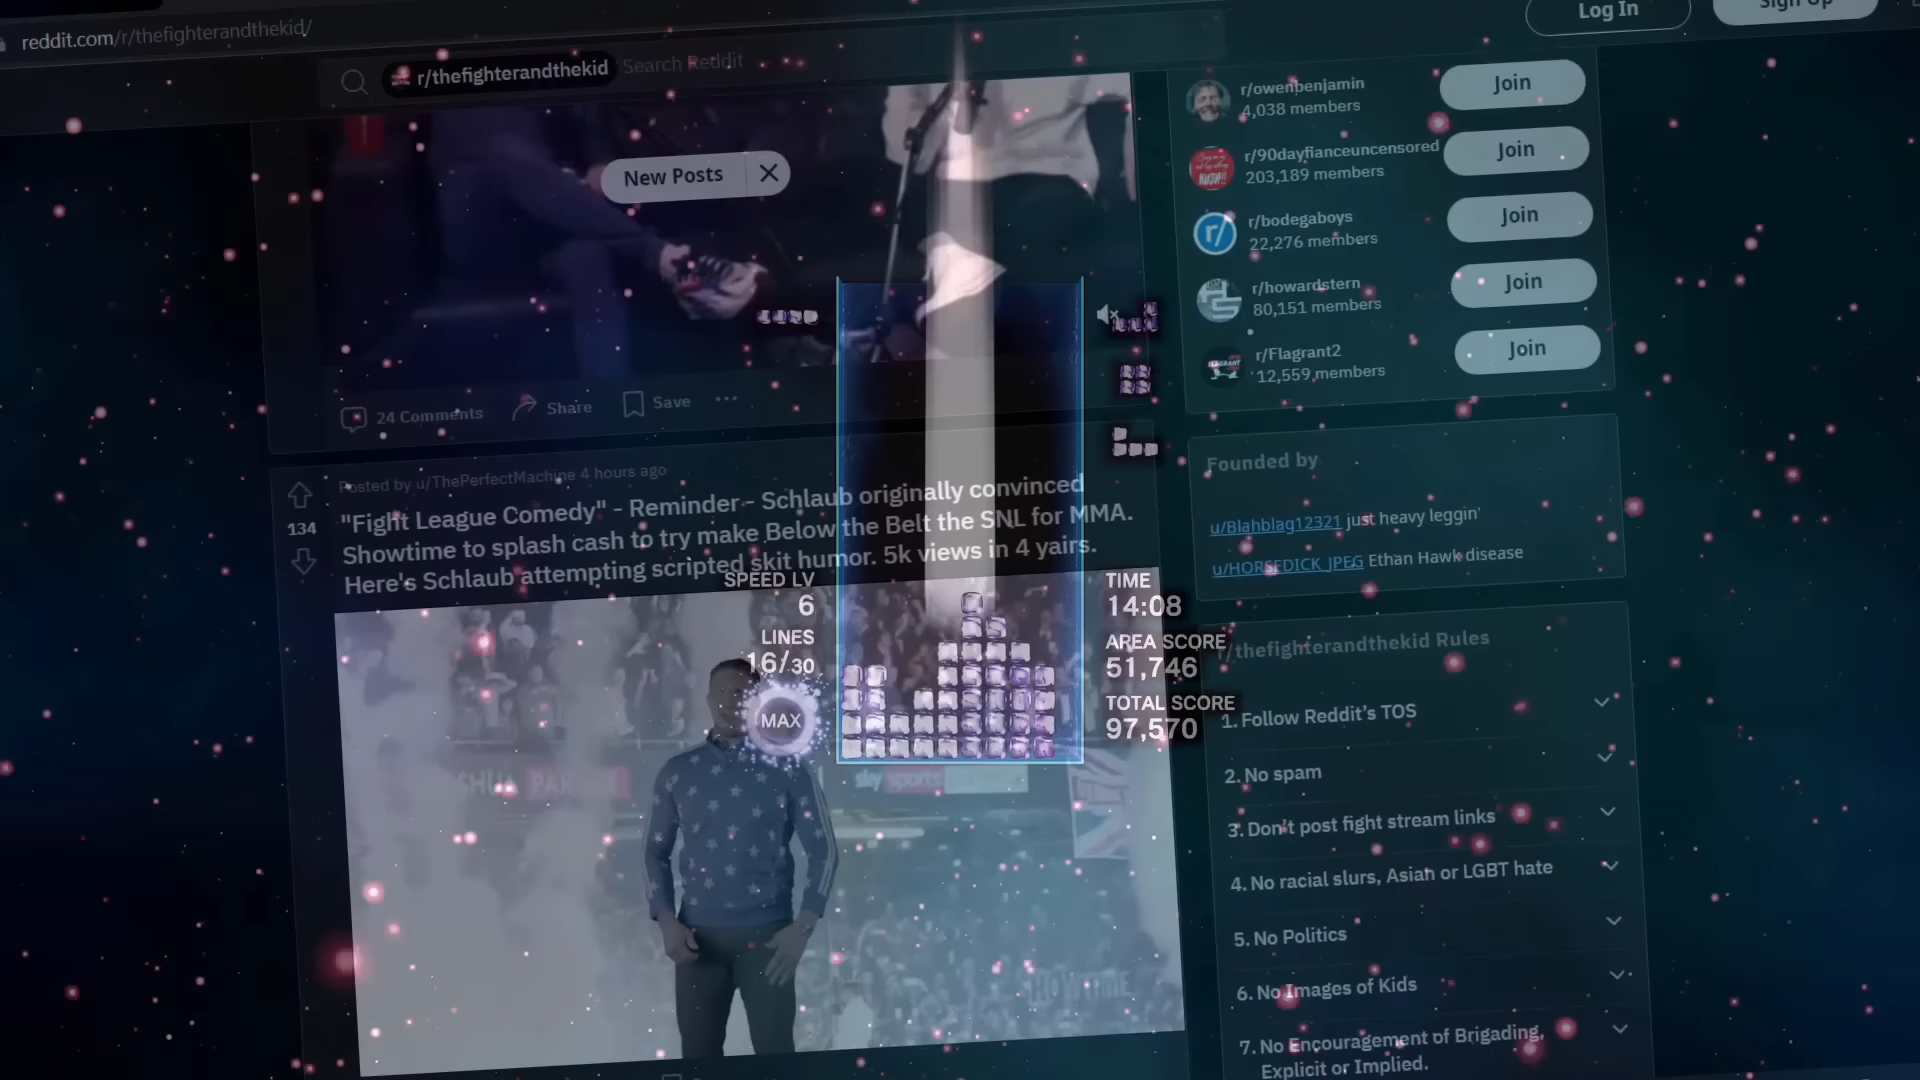 reddit.com/r/thefighterandthekid/
Log In
Sign Up
r/thefighterandthekid
Search Reddit
New Posts
24 Comments
Share
Save
Posted by u/ThePerfectMachine 4 hours ago
134
"Fight League Comedy" - Reminder - Schlaub originally convinced
Showtime to splash cash to try make Below the Belt the SNL for MMA.
Here's Schlaub attempting scripted skit humor. 5k views in 4 yairs.
SPEED LV
6
LINES
16/30
MAX
TIME
14:08
AREA SCORE
51,746
TOTAL SCORE
97,570
sky sports
SHOWTIME
r/owenbenjamin
4,038 members
Join
r/90dayfianceuncensored
203,189 members
Join
r/bodegaboys
22,276 members
Join
r/howardstern
80,151 members
Join
r/Flagrant2
12,559 members
Join
Founded by
u/Blahblag12321 just heavy leggin'
u/HORSEDICK_JPEG Ethan Hawk disease
r/thefighterandthekid Rules
1. Follow Reddit's TOS
2. No spam
3. Don't post fight stream links
4. No racial slurs, Asian or LGBT hate
5. No Politics
6. No Images of Kids
7. No Encouragement of Brigading,
Explicit or Implied.